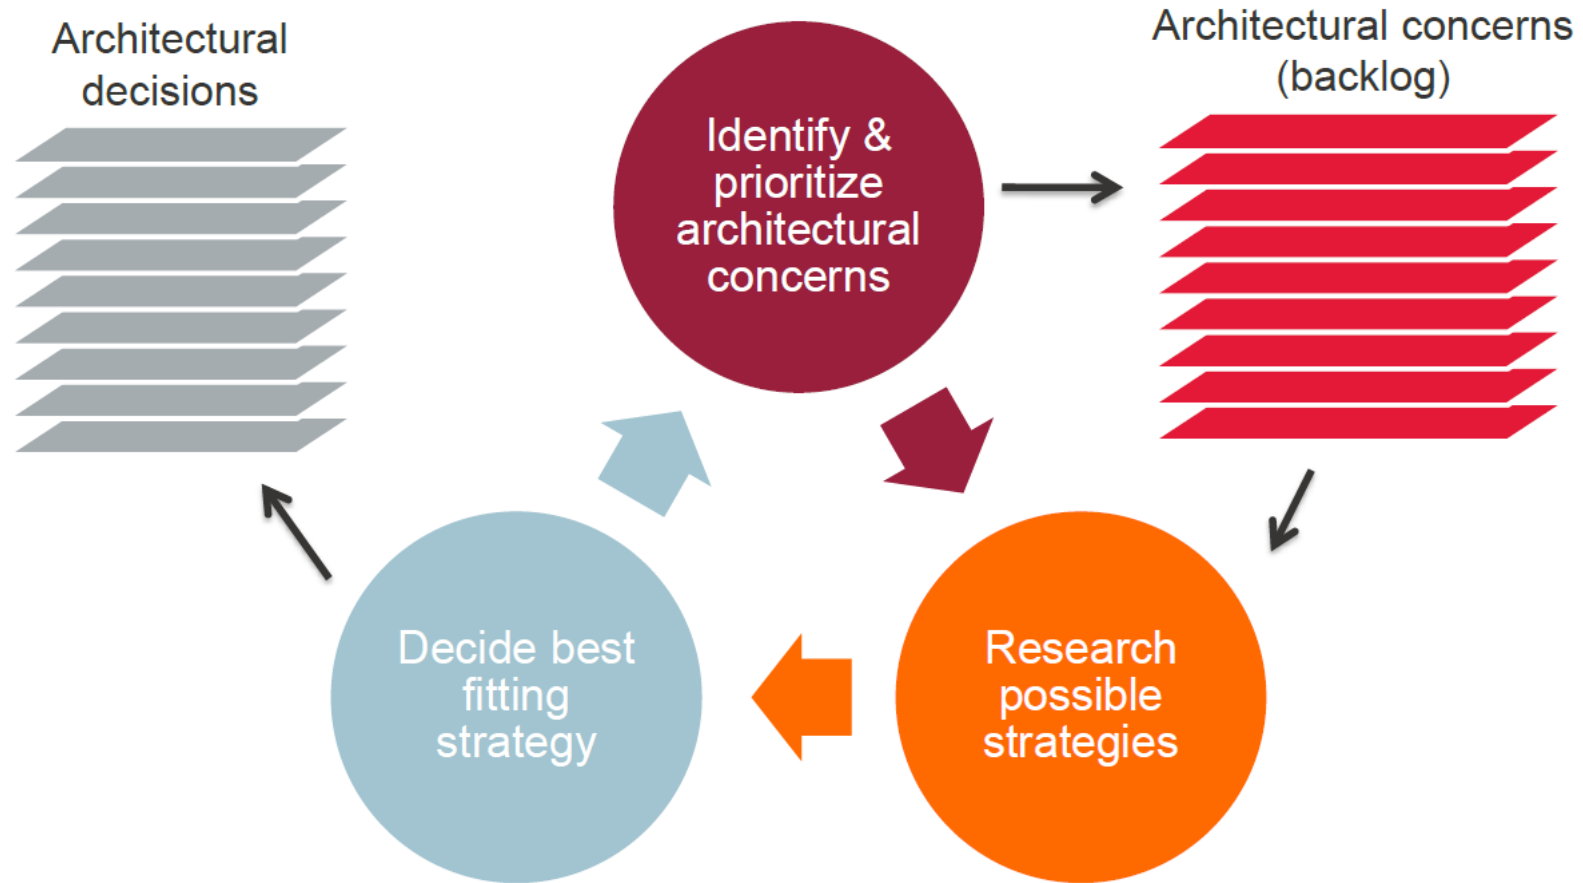 Architectural
decisions
Identify &
prioritize
architectural
concerns
Architectural concerns
(backlog)
Decide best
fitting
strategy
Research
possible
strategies